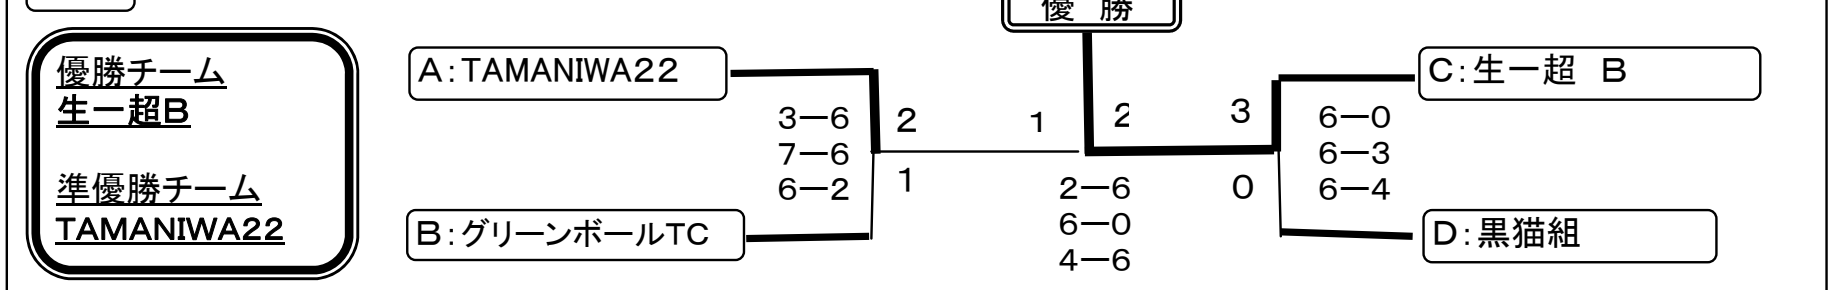 優 勝
優勝チーム
生一超B
準優勝チーム
TAMANIWA22
A:TAMANIWA22
3―6
7―6
6―2
2
1
B:グリーンボールTC
1
2
2―6
6―0
4―6
3
0
C:生一超 B
6―0
6―3
6―4
D:黒猫組